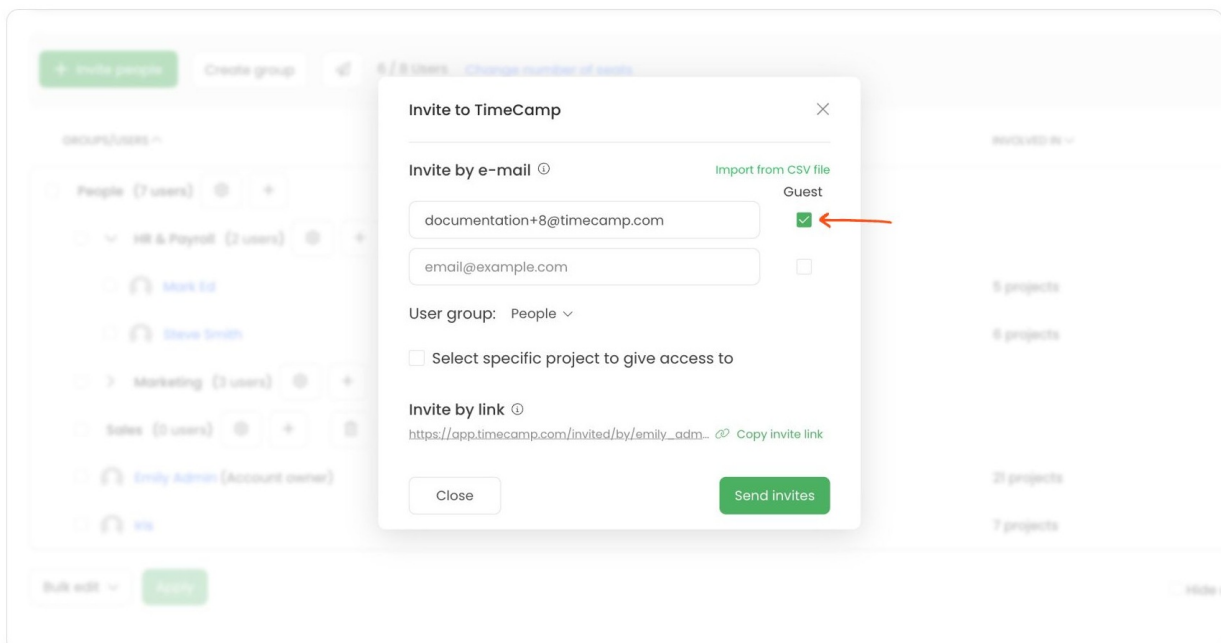 + Invite people Create group 6 / 8 Users Change number of seats
Invite to TimeCamp
GROUPS/USERS INVOLVED IN
Invite by e-mail Import from CSV file
Guest
People (7 users)
documentation+8@timecamp.com
HR & Payroll (2 users)
email@example.com
Mark Ed 5 projects
User group: People
Steve Smith 6 projects
Select specific project to give access to
Marketing (3 users)
Invite by link
Sales (0 users)
https://app.timecamp.com/invited/by/emily_adm... Copy invite link
Emily Admin (Account owner) 21 projects
Close Send invites
Iris 7 projects
Bulk edit Apply
Hide